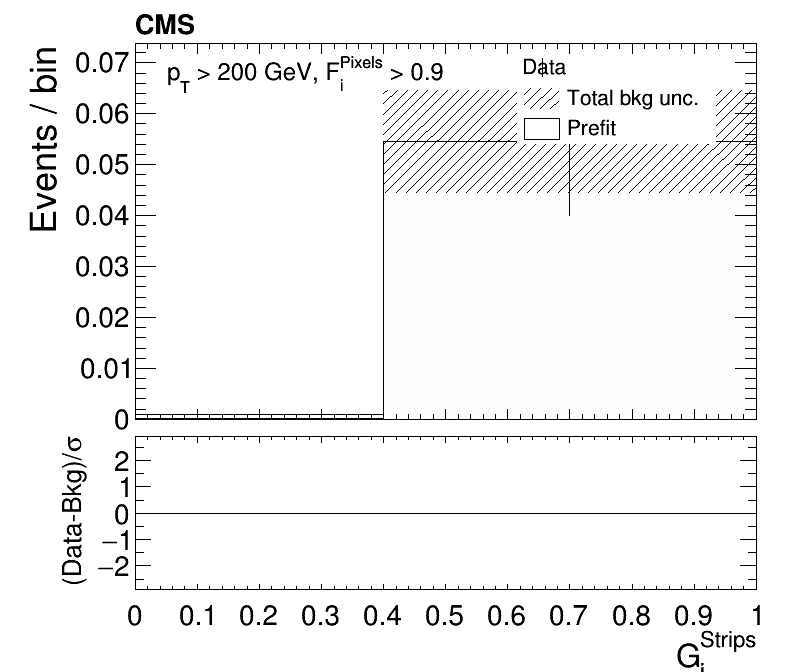 CMS
p_T > 200 GeV, F_i^Pixels > 0.9
Data
Total bkg unc.
Prefit
Events / bin
0.07
0.06
0.05
0.04
0.03
0.02
0.01
0
(Data-Bkg)/σ
2
1
0
−1
−2
0 0.1 0.2 0.3 0.4 0.5 0.6 0.7 0.8 0.9 1
G_i^Strips